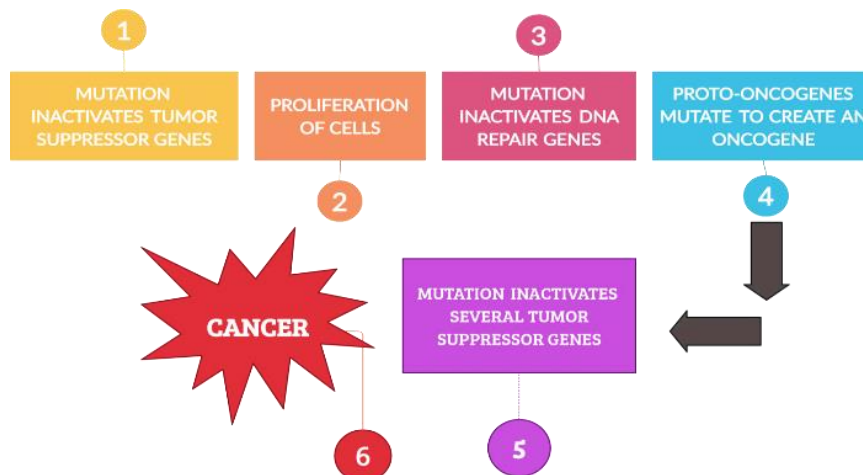 1
MUTATION
INACTIVATES TUMOR
SUPPRESSOR GENES
PROLIFERATION
OF CELLS
2
3
MUTATION
INACTIVATES DNA
REPAIR GENES
PROTO-ONCOGENES
MUTATE TO CREATE AN
ONCOGENE
4
MUTATION INACTIVATES
SEVERAL TUMOR
SUPPRESSOR GENES
5
CANCER
6